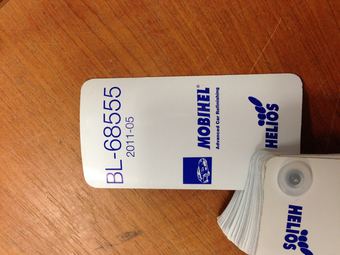 BL-68555
2011-05
MOBIHEL®
Advanced Car Refinishing
HELIOS
HELIOS